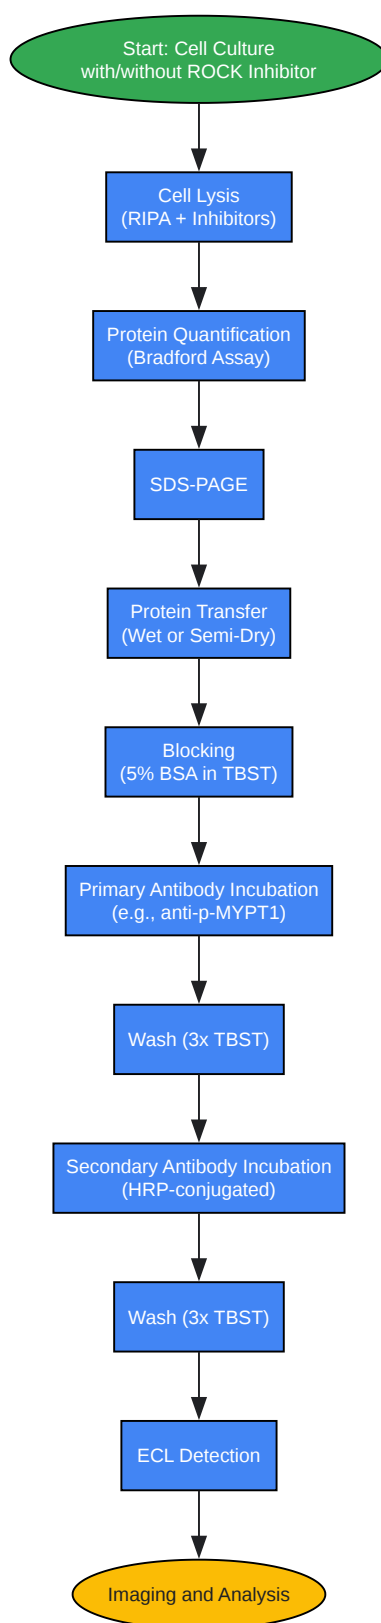 Start: Cell Culture
with/without ROCK Inhibitor
Cell Lysis
(RIPA + Inhibitors)
Protein Quantification
(Bradford Assay)
SDS-PAGE
Protein Transfer
(Wet or Semi-Dry)
Blocking
(5% BSA in TBST)
Primary Antibody Incubation
(e.g., anti-p-MYPT1)
Wash (3x TBST)
Secondary Antibody Incubation
(HRP-conjugated)
Wash (3x TBST)
ECL Detection
Imaging and Analysis